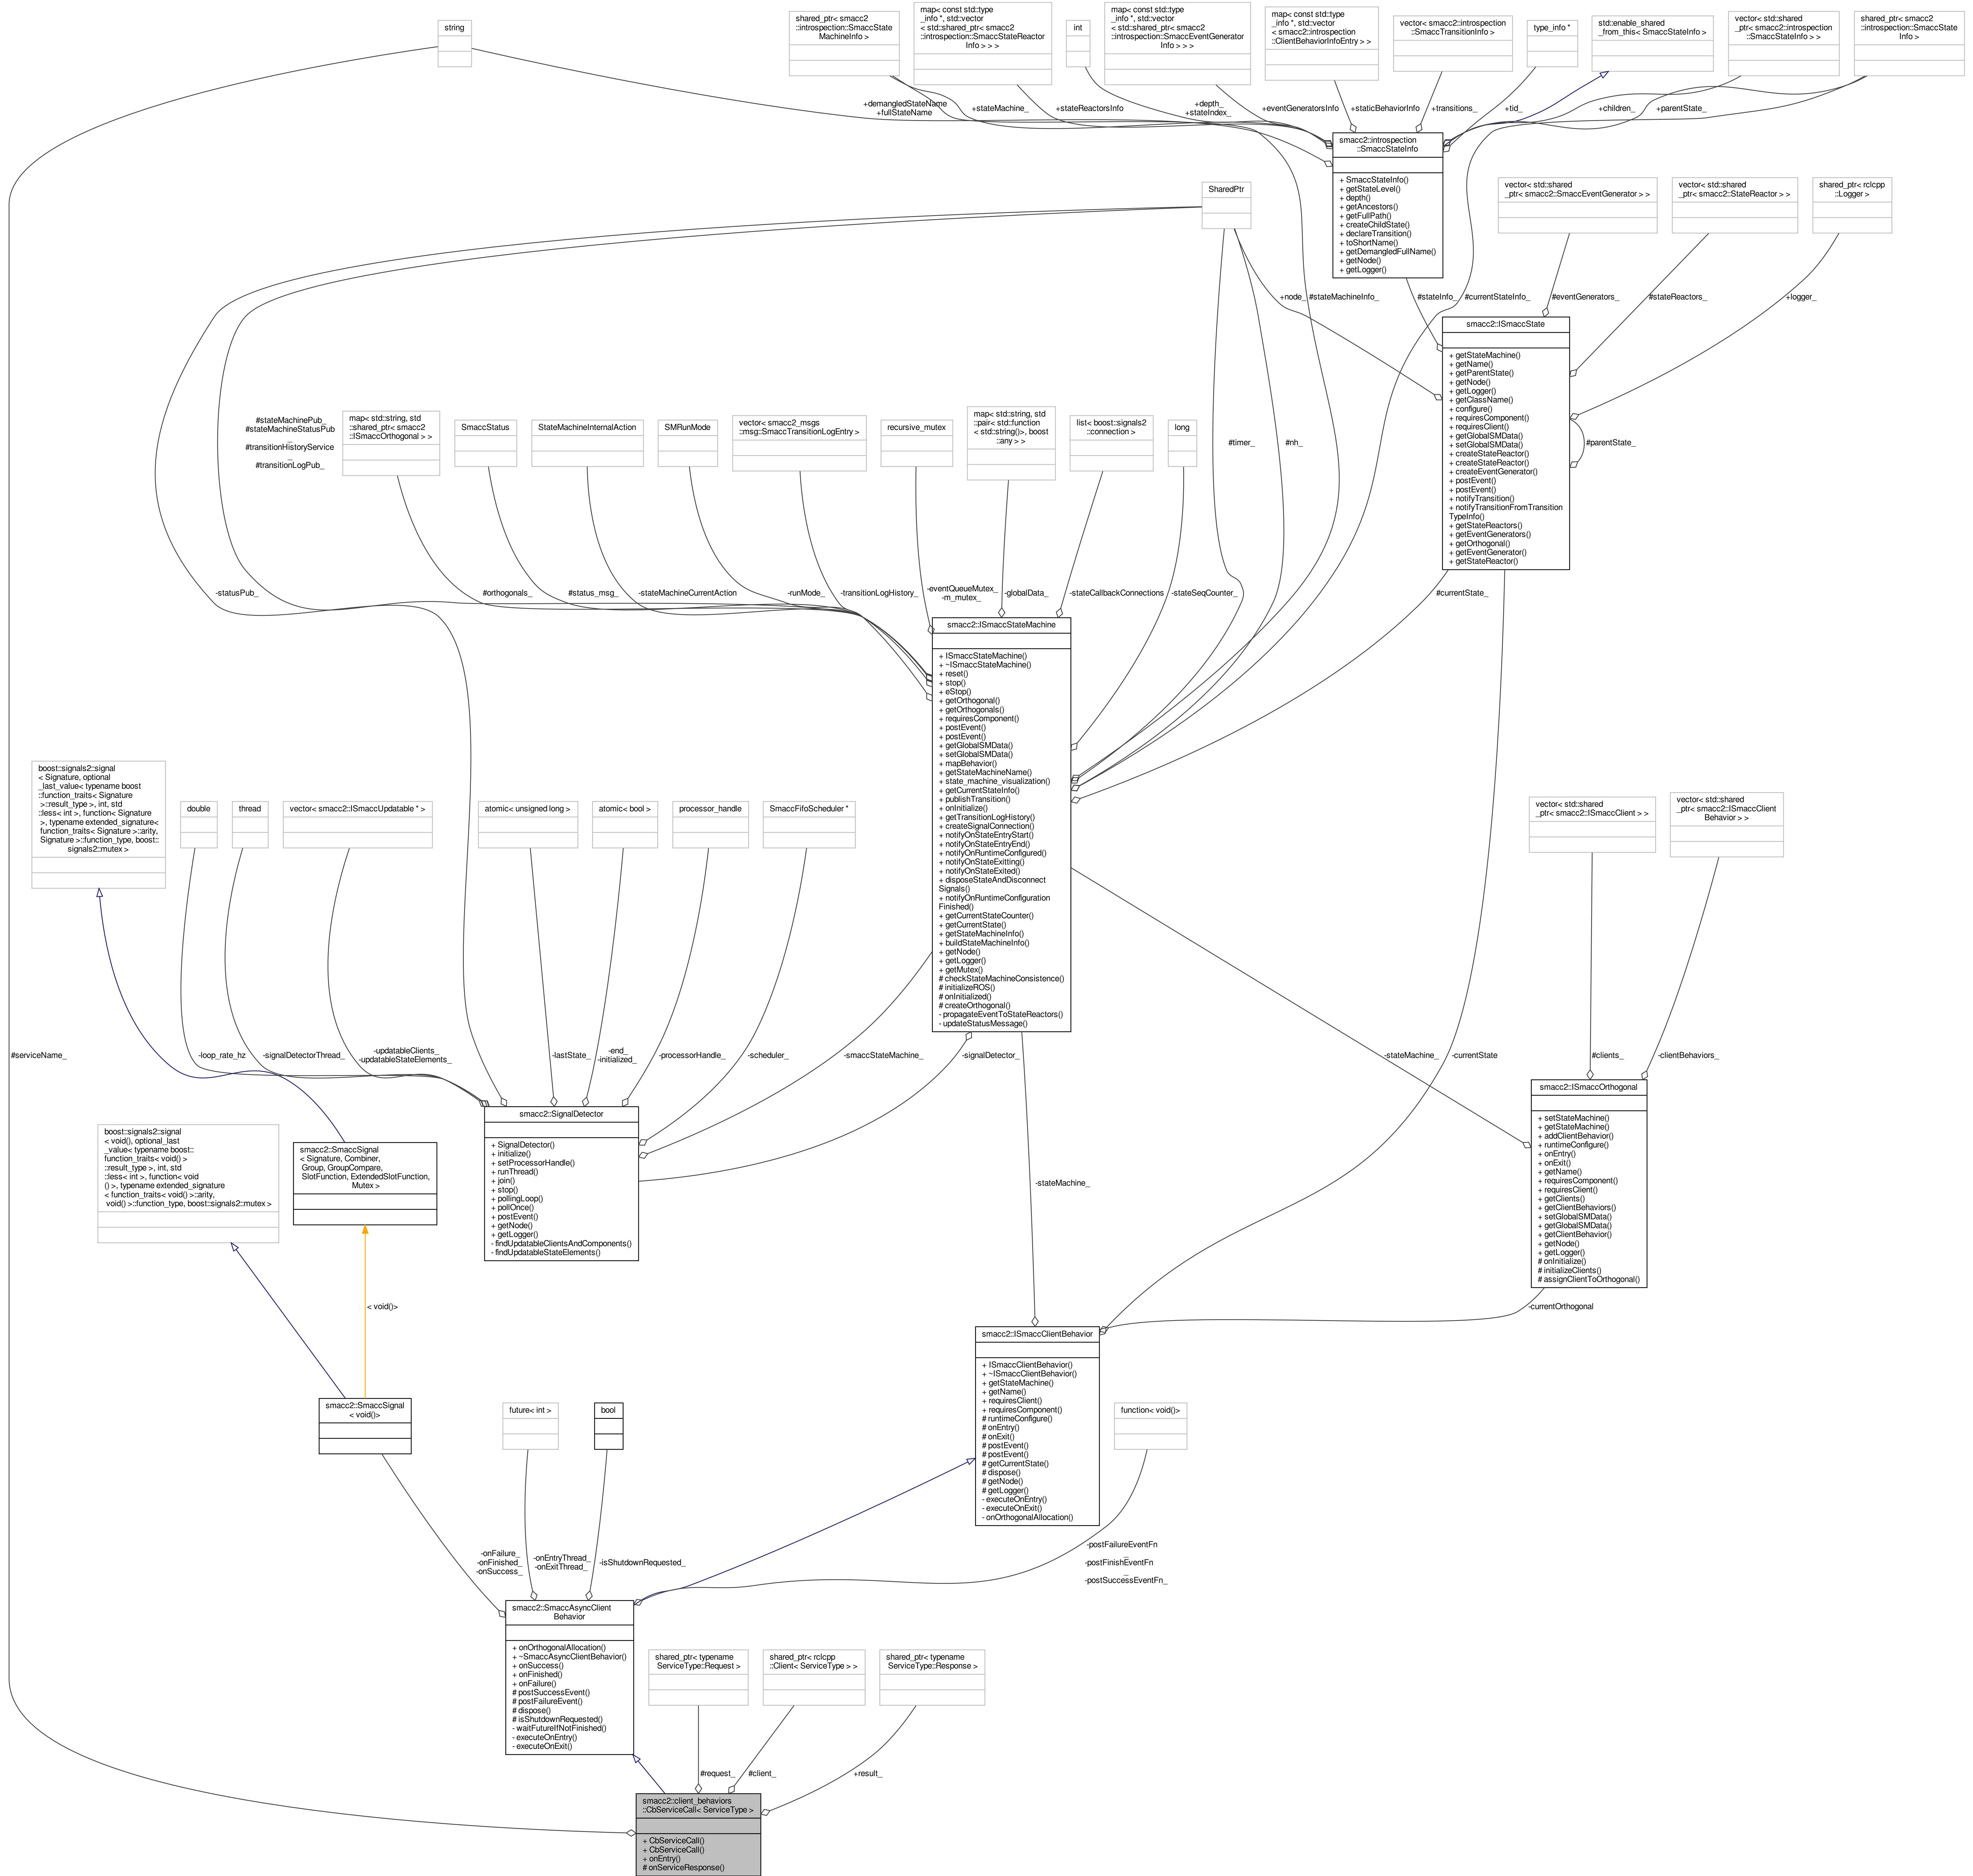 string
shared_ptr< smacc2
::introspection::SmaccState
MachineInfo >
map< const std::type
_info *, std::vector
< std::shared_ptr< smacc2
::introspection::SmaccStateReactor
Info > > >
int
map< const std::type
_info *, std::vector
< std::shared_ptr< smacc2
::introspection::SmaccEventGenerator
Info > > >
map< const std::type
_info *, std::vector
< smacc2::introspection
::ClientBehaviorInfoEntry > >
vector< smacc2::introspection
::SmaccTransitionInfo >
type_info *
std::enable_shared
_from_this< SmaccStateInfo >
vector< std::shared
_ptr< smacc2::introspection
::SmaccStateInfo > >
shared_ptr< smacc2
::introspection::SmaccState
Info >
+demangledStateName
+fullStateName
+stateMachine_
+stateReactorsInfo
+depth_
+stateIndex_
+eventGeneratorsInfo
+staticBehaviorInfo
+transitions_
+tid_
+children_
+parentState_
smacc2::introspection
::SmaccStateInfo
+ SmaccStateInfo()
+ getStateLevel()
+ depth()
+ getAncestors()
+ getFullPath()
+ createChildState()
+ declareTransition()
+ toShortName()
+ getDemangledFullName()
+ getNode()
+ getLogger()
SharedPtr
vector< std::shared
_ptr< smacc2::SmaccEventGenerator > >
vector< std::shared
_ptr< smacc2::StateReactor > >
shared_ptr< rclcpp
::Logger >
+node_
#stateMachineInfo_
#stateInfo_
#currentStateInfo_
#eventGenerators_
#stateReactors_
+logger_
smacc2::ISmaccState
+ getStateMachine()
+ getName()
+ getParentState()
+ getNode()
+ getLogger()
+ getClassName()
+ configure()
+ requiresComponent()
+ requiresClient()
+ getGlobalSMData()
+ setGlobalSMData()
+ createStateReactor()
+ createStateReactor()
+ createEventGenerator()
+ postEvent()
+ postEvent()
+ notifyTransition()
+ notifyTransitionFromTransition
TypeInfo()
+ getStateReactors()
+ getEventGenerators()
+ getOrthogonal()
+ getEventGenerator()
+ getStateReactor()
#parentState_
#stateMachinePub_
#stateMachineStatusPub
_
#transitionHistoryService
_
#transitionLogPub_
map< std::string, std
::shared_ptr< smacc2
::ISmaccOrthogonal > >
SmaccStatus
StateMachineInternalAction
SMRunMode
vector< smacc2_msgs
::msg::SmaccTransitionLogEntry >
recursive_mutex
map< std::string, std
::pair< std::function
< std::string()>, boost
::any > >
list< boost::signals2
::connection >
long
#timer_
#nh_
-statusPub_
#orthogonals_
#status_msg_
-stateMachineCurrentAction
-runMode_
-transitionLogHistory_
-eventQueueMutex_
-m_mutex_
-globalData_
-stateCallbackConnections
-stateSeqCounter_
#currentState_
smacc2::ISmaccStateMachine
+ ISmaccStateMachine()
+ ~ISmaccStateMachine()
+ reset()
+ stop()
+ eStop()
+ getOrthogonal()
+ getOrthogonals()
+ requiresComponent()
+ postEvent()
+ postEvent()
+ getGlobalSMData()
+ setGlobalSMData()
+ mapBehavior()
+ getStateMachineName()
+ state_machine_visualization()
+ getCurrentStateInfo()
+ publishTransition()
+ onInitialize()
+ getTransitionLogHistory()
+ createSignalConnection()
+ notifyOnStateEntryStart()
+ notifyOnStateEntryEnd()
+ notifyOnRuntimeConfigured()
+ notifyOnStateExitting()
+ notifyOnStateExited()
+ disposeStateAndDisconnect
Signals()
+ notifyOnRuntimeConfiguration
Finished()
+ getCurrentStateCounter()
+ getCurrentState()
+ getStateMachineInfo()
+ buildStateMachineInfo()
+ getNode()
+ getLogger()
+ getMutex()
# checkStateMachineConsistence()
# initializeROS()
# onInitialized()
# createOrthogonal()
- propagateEventToStateReactors()
- updateStatusMessage()
boost::signals2::signal
< Signature, optional
_last_value< typename boost
::function_traits< Signature
>::result_type >, int, std
::less< int >, function< Signature
>, typename extended_signature<
function_traits< Signature >::arity,
Signature >::function_type, boost::
signals2::mutex >
double
thread
vector< smacc2::ISmaccUpdatable * >
atomic< unsigned long >
atomic< bool >
processor_handle
SmaccFifoScheduler *
vector< std::shared
_ptr< smacc2::ISmaccClient > >
vector< std::shared
_ptr< smacc2::ISmaccClient
Behavior > >
#serviceName_
-loop_rate_hz
-signalDetectorThread_
-updatableClients_
-updatableStateElements_
-lastState_
-end_
-initialized_
-processorHandle_
-scheduler_
-smaccStateMachine_
-signalDetector_
-stateMachine_
-currentState
#clients_
-clientBehaviors_
smacc2::ISmaccOrthogonal
+ setStateMachine()
+ getStateMachine()
+ addClientBehavior()
+ runtimeConfigure()
+ onEntry()
+ onExit()
+ getName()
+ requiresComponent()
+ requiresClient()
+ getClients()
+ getClientBehaviors()
+ setGlobalSMData()
+ getGlobalSMData()
+ getClientBehavior()
+ getNode()
+ getLogger()
# onInitialize()
# initializeClients()
# assignClientToOrthogonal()
smacc2::SignalDetector
+ SignalDetector()
+ initialize()
+ setProcessorHandle()
+ runThread()
+ join()
+ stop()
+ pollingLoop()
+ pollOnce()
+ postEvent()
+ getNode()
+ getLogger()
- findUpdatableClientsAndComponents()
- findUpdatableStateElements()
boost::signals2::signal
< void(), optional_last
_value< typename boost::
function_traits< void() >
::result_type >, int, std
::less< int >, function< void
() >, typename extended_signature
< function_traits< void() >::arity,
void() >::function_type, boost::signals2::mutex >
smacc2::SmaccSignal
< Signature, Combiner,
Group, GroupCompare,
SlotFunction, ExtendedSlotFunction,
Mutex >
-stateMachine_
< void()>
-currentOrthogonal
smacc2::ISmaccClientBehavior
+ ISmaccClientBehavior()
+ ~ISmaccClientBehavior()
+ getStateMachine()
+ getName()
+ requiresClient()
+ requiresComponent()
# runtimeConfigure()
# onEntry()
# onExit()
# postEvent()
# postEvent()
# getCurrentState()
# dispose()
# getNode()
# getLogger()
- executeOnEntry()
- executeOnExit()
- onOrthogonalAllocation()
smacc2::SmaccSignal
< void()>
future< int >
bool
function< void()>
-onFailure_
-onFinished_
-onSuccess_
-onEntryThread_
-onExitThread_
-isShutdownRequested_
-postFailureEventFn
_
-postFinishEventFn
_
-postSuccessEventFn_
smacc2::SmaccAsyncClient
Behavior
+ onOrthogonalAllocation()
+ ~SmaccAsyncClientBehavior()
+ onSuccess()
+ onFinished()
+ onFailure()
# postSuccessEvent()
# postFailureEvent()
# dispose()
# isShutdownRequested()
- waitFutureIfNotFinished()
- executeOnEntry()
- executeOnExit()
shared_ptr< typename
ServiceType::Request >
shared_ptr< rclcpp
::Client< ServiceType > >
shared_ptr< typename
ServiceType::Response >
#request_
#client_
+result_
smacc2::client_behaviors
::CbServiceCall< ServiceType >
+ CbServiceCall()
+ CbServiceCall()
+ onEntry()
# onServiceResponse()